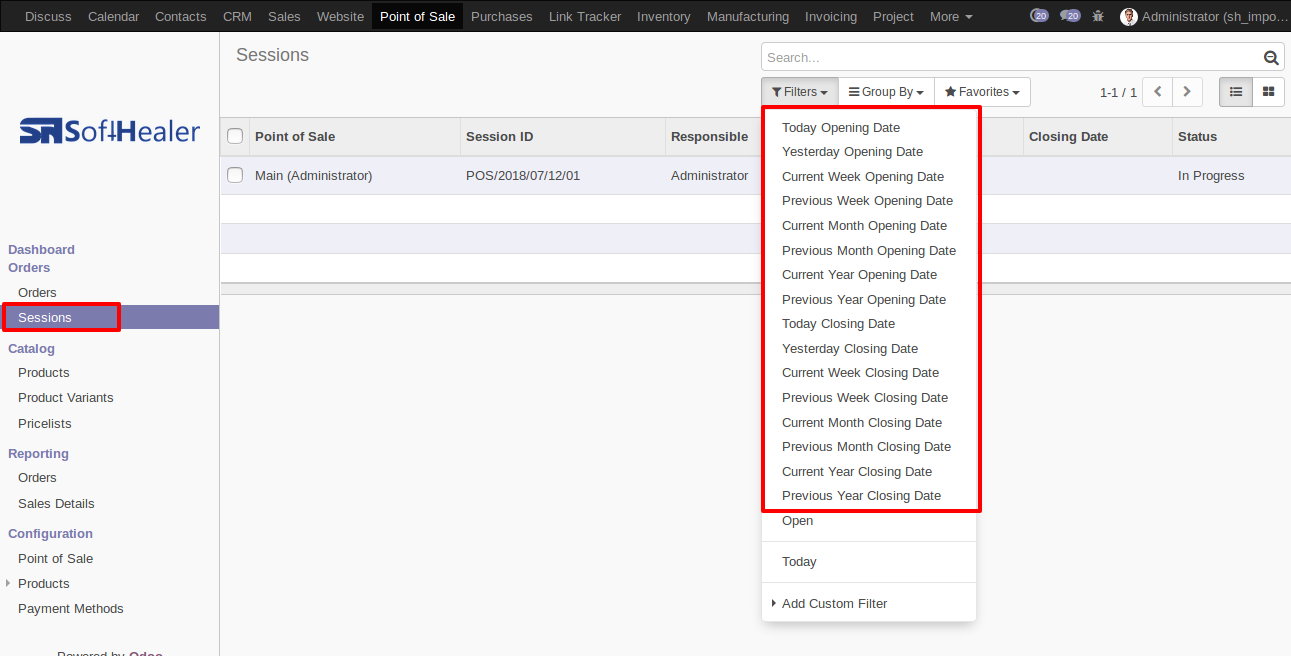 Discuss Calendar Contacts CRM Sales Website Point of Sale Purchases Link Tracker Inventory Manufacturing Invoicing Project More 20 20 Administrator (sh_impo...
Sessions
Search...
Filters Group By Favorites 1-1 / 1
SR SoftHealer
Point of Sale Session ID Responsible Closing Date Status
Main (Administrator) POS/2018/07/12/01 Administrator In Progress
Today Opening Date
Yesterday Opening Date
Current Week Opening Date
Previous Week Opening Date
Current Month Opening Date
Previous Month Opening Date
Current Year Opening Date
Previous Year Opening Date
Today Closing Date
Yesterday Closing Date
Current Week Closing Date
Previous Week Closing Date
Current Month Closing Date
Previous Month Closing Date
Current Year Closing Date
Previous Year Closing Date
Open
Today
Add Custom Filter
Dashboard
Orders
Orders
Sessions
Catalog
Products
Product Variants
Pricelists
Reporting
Orders
Sales Details
Configuration
Point of Sale
Products
Payment Methods
Powered by Odoo